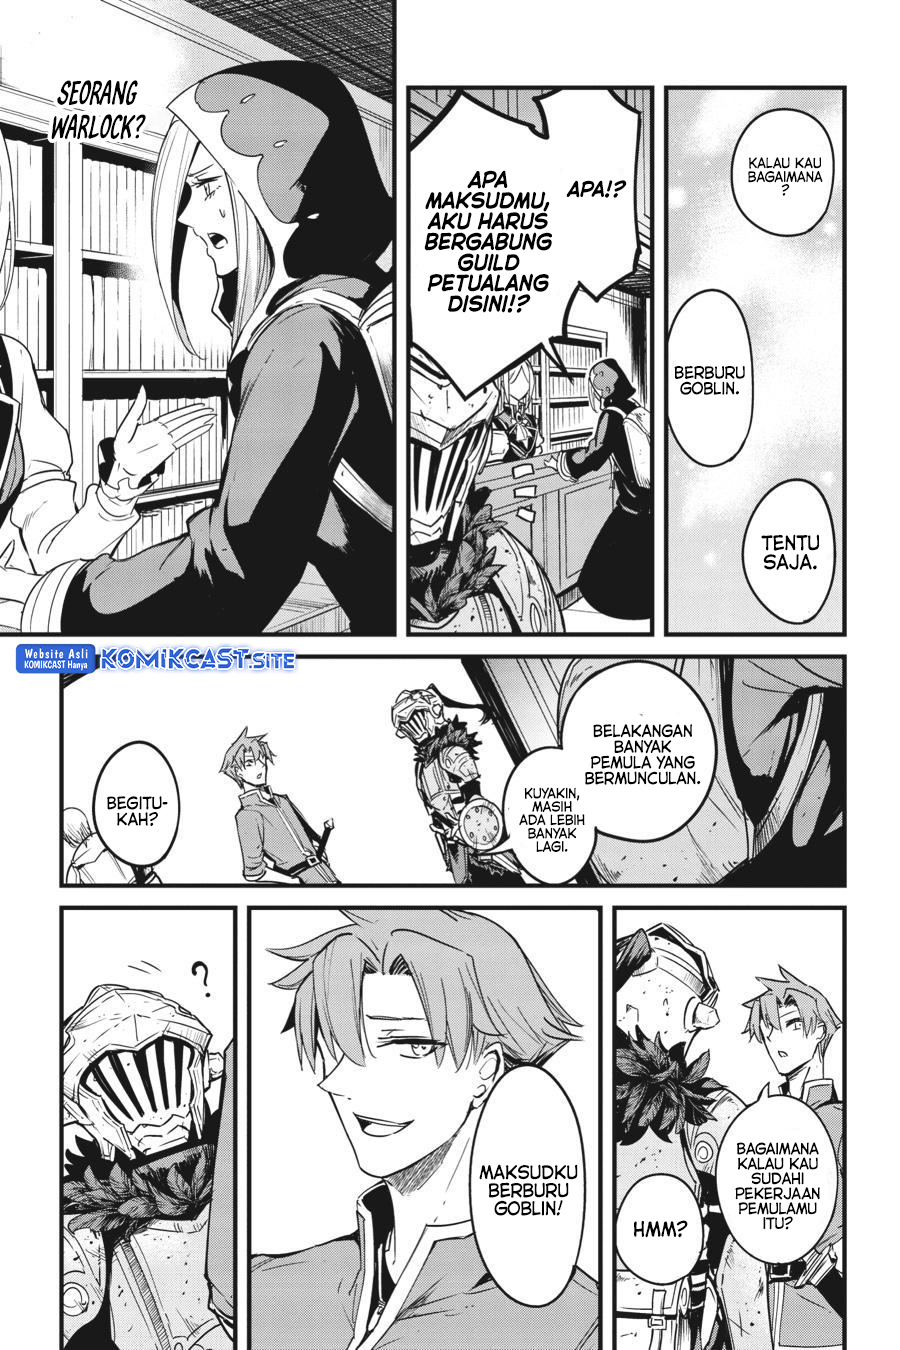 KALAU KAU
BAGAIMANA
?
BERBURU
GOBLIN.
TENTU
SAJA.
APA!?
APA
MAKSUDMU,
AKU HARUS
BERGABUNG
GUILD
PETUALANG
DISINI!?
SEORANG
WARLOCK?
Website Asli
KOMIKCAST Hanya
KOMIKCAST.SITE
BELAKANGAN
BANYAK
PEMULA YANG
BERMUNCULAN.
KUYAKIN,
MASIH
ADA LEBIH
BANYAK
LAGI.
BEGITU-
KAH?
BAGAIMANA
KALAU KAU
SUDAHI
PEKERJAAN
PEMULAMU
ITU?
HMM?
MAKSUDKU
BERBURU
GOBLIN!
?